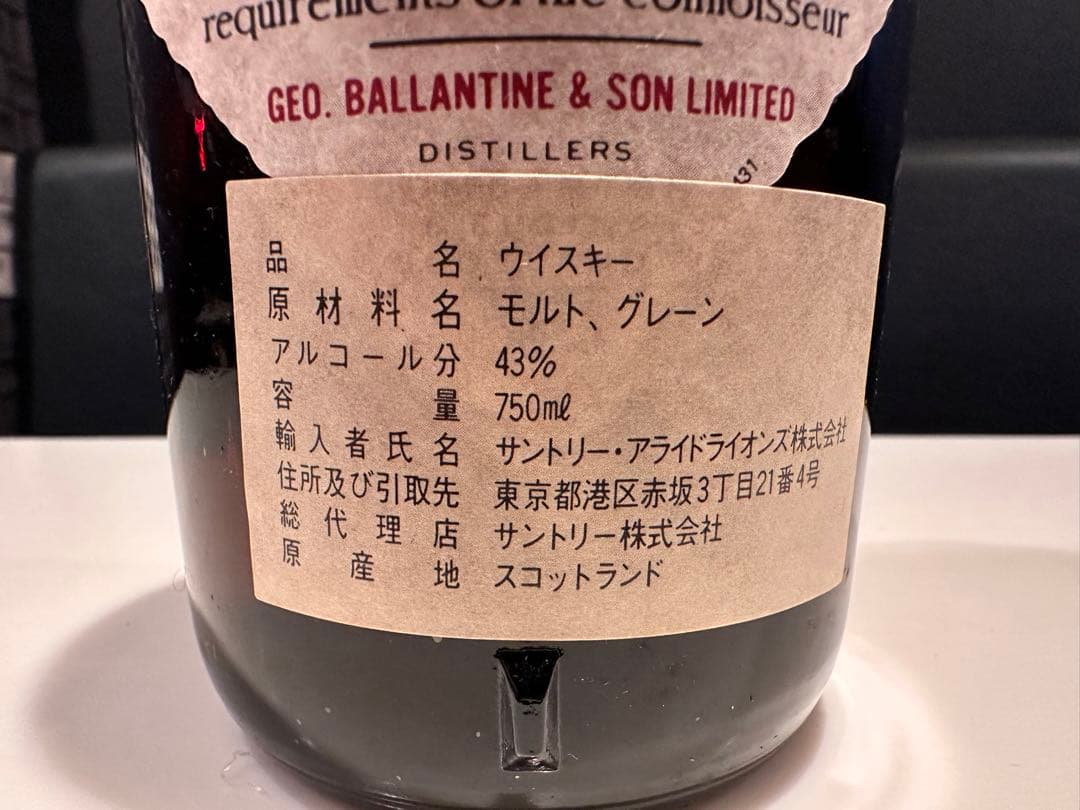 requirements of the connoisseur
GEO. BALLANTINE & SON LIMITED
DISTILLERS
431
品名 ウイスキー
原材料名 モルト、グレーン
アルコール分 43%
容量 750ml
輸入者氏名 サントリー・アライドライオンズ株式会社
住所及び引取先 東京都港区赤坂3丁目21番4号
総代理店 サントリー株式会社
原産地 スコットランド